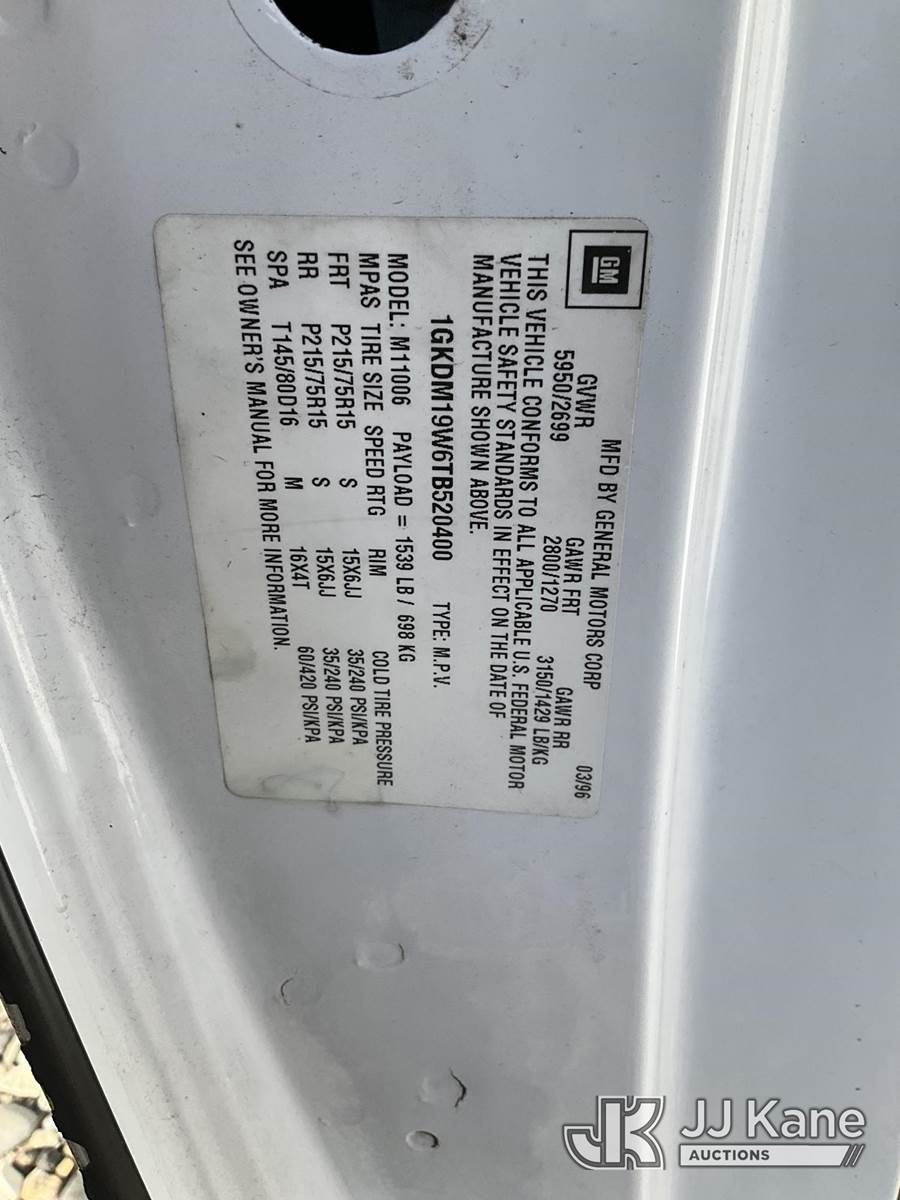 GM
MFD BY GENERAL MOTORS CORP 03/96
GVWR GAWR FRT GAWR RR
5950/2699 2800/1270 3150/1429 LB/KG
THIS VEHICLE CONFORMS TO ALL APPLICABLE U.S. FEDERAL MOTOR
VEHICLE SAFETY STANDARDS IN EFFECT ON THE DATE OF
MANUFACTURE SHOWN ABOVE.
1GKDM19W6TB520400 TYPE: M.P.V.
MODEL: M11006 PAYLOAD = 1539 LB / 698 KG
MPAS TIRE SIZE SPEED RTG RIM COLD TIRE PRESSURE
FRT P215/75R15 S 15X6JJ 35/240 PSI/KPA
RR P215/75R15 S 15X6JJ 35/240 PSI/KPA
SPA T145/80D16 M 16X4T 60/420 PSI/KPA
SEE OWNER'S MANUAL FOR MORE INFORMATION.
JK JJ Kane
AUCTIONS